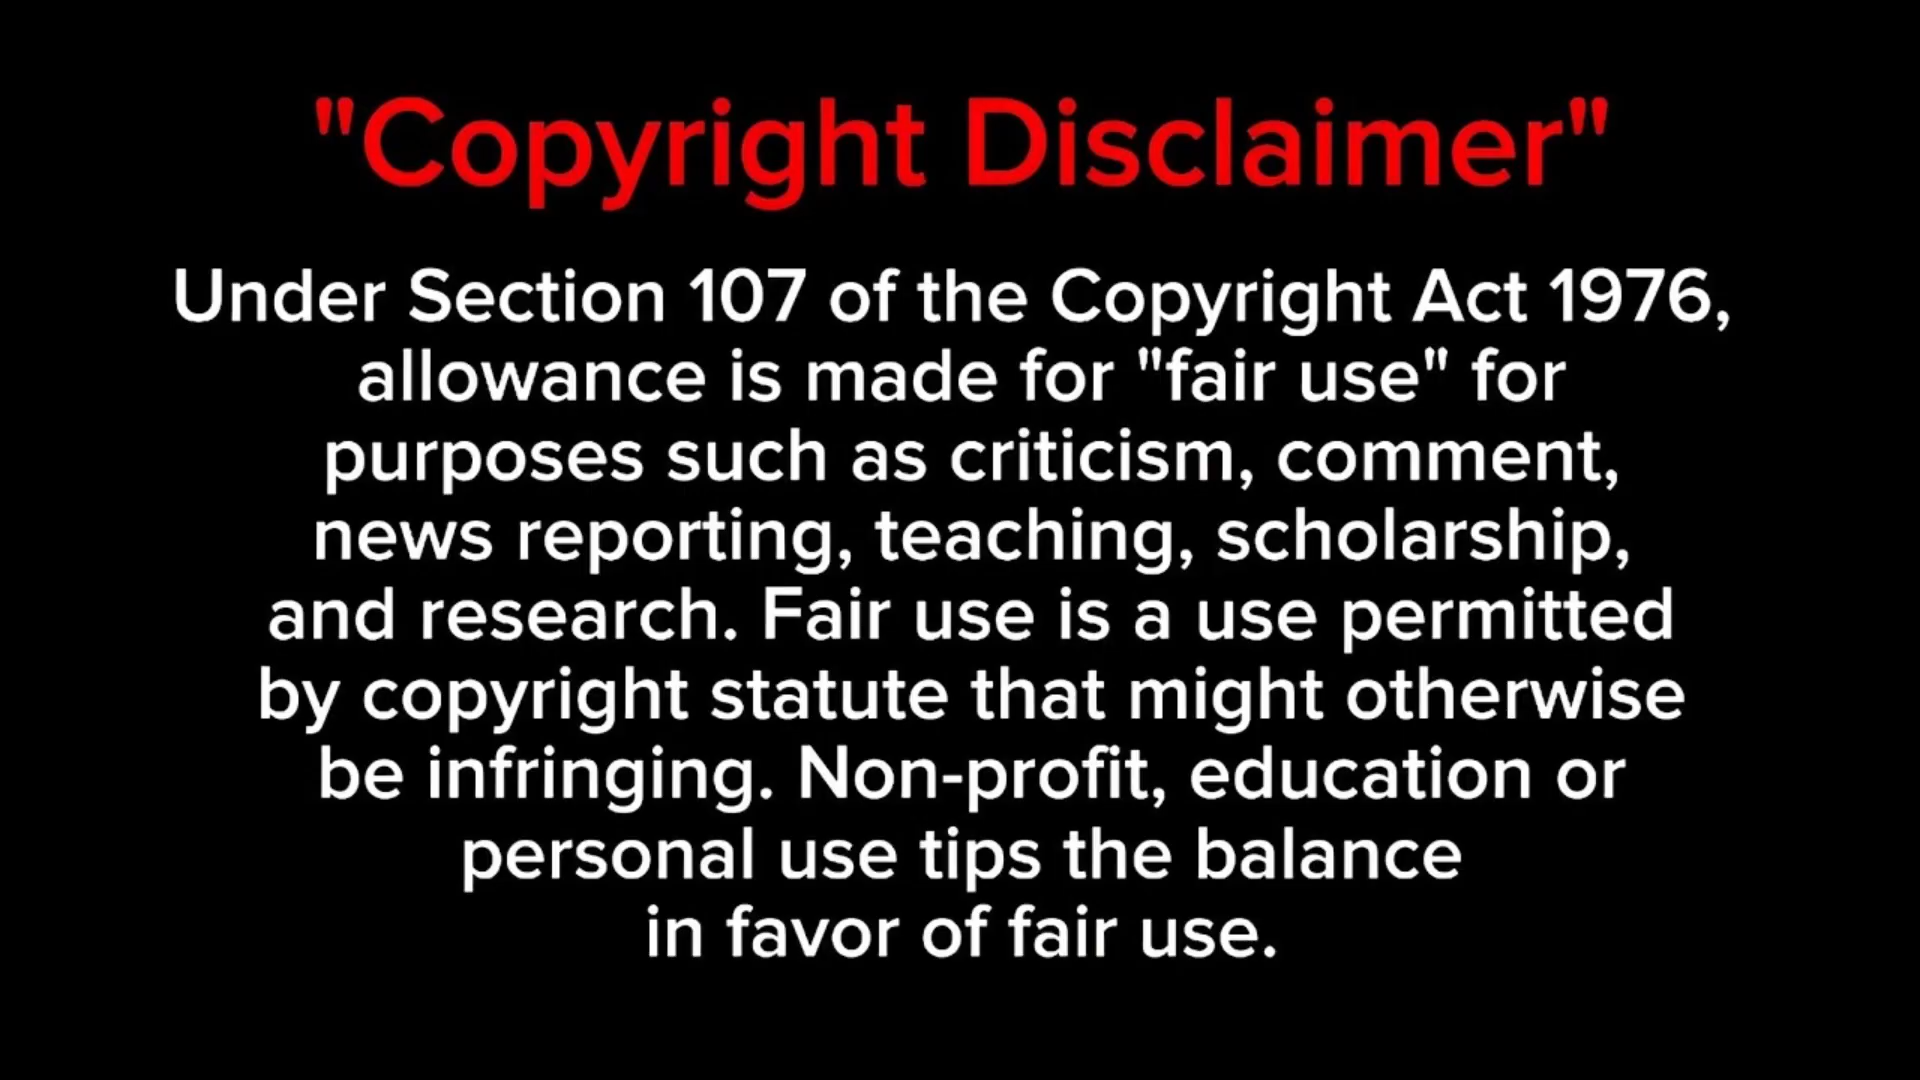 "Copyright Disclaimer"
Under Section 107 of the Copyright Act 1976,
allowance is made for "fair use" for
purposes such as criticism, comment,
news reporting, teaching, scholarship,
and research. Fair use is a use permitted
by copyright statute that might otherwise
be infringing. Non-profit, education or
personal use tips the balance
in favor of fair use.